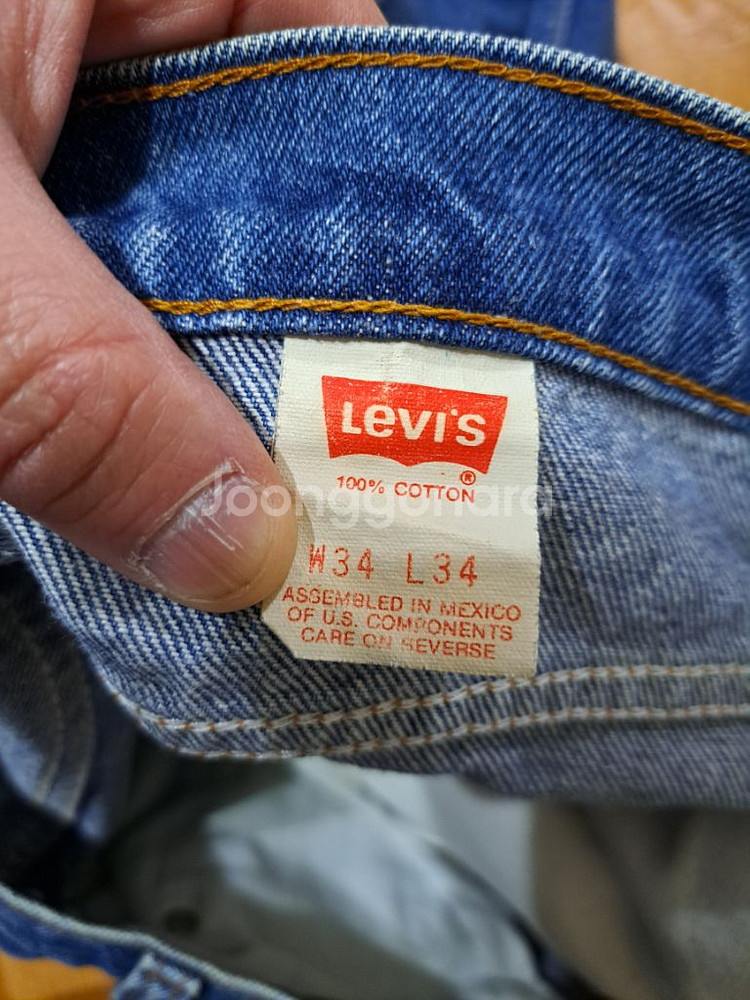 Levi's
®
100% COTTON
Joonggonara
W34 L34
ASSEMBLED IN MEXICO
OF U.S. COMPONENTS
CARE ON REVERSE